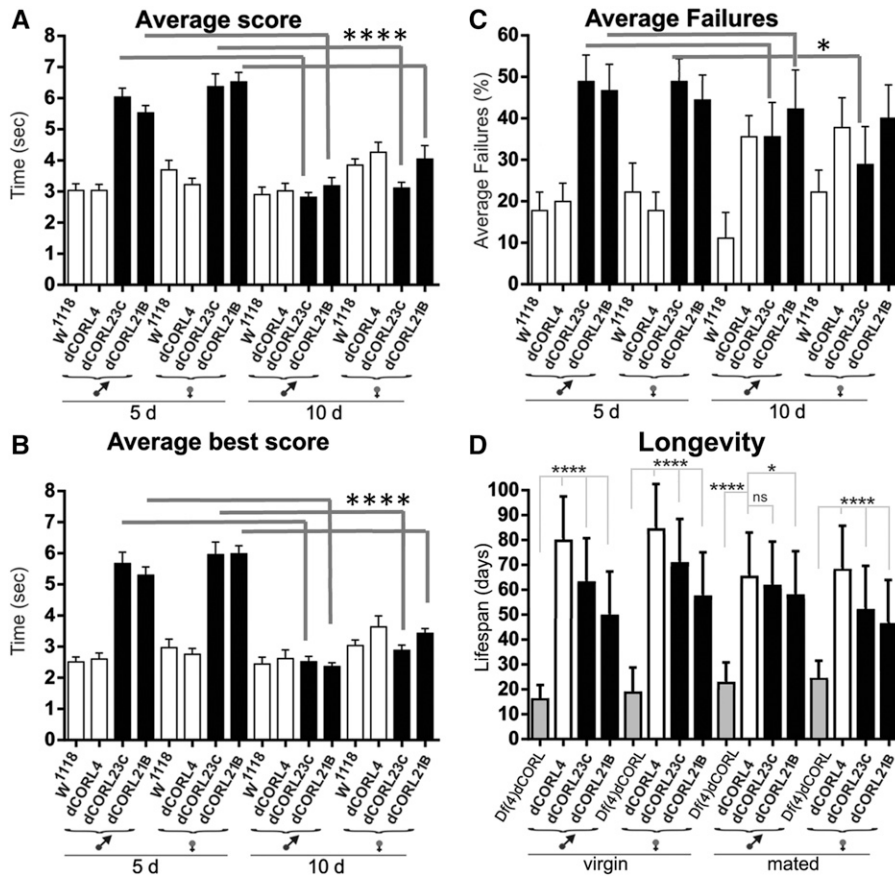 A Average score
****
Time (sec)
8
7
6
5
4
3
2
1
0
W1118 dCORL4 dCORL23C dCORL21B W1118 dCORL4 dCORL23C dCORL21B W1118 dCORL4 dCORL23C dCORL21B W1118 dCORL4 dCORL23C dCORL21B
5 d 10 d
C Average Failures
*
Average Failures (%)
60
50
40
30
20
10
0
W1118 dCORL4 dCORL23C dCORL21B W1118 dCORL4 dCORL23C dCORL21B W1118 dCORL4 dCORL23C dCORL21B W1118 dCORL4 dCORL23C dCORL21B
5 d 10 d
B Average best score
****
Time (sec)
8
7
6
5
4
3
2
1
0
W1118 dCORL4 dCORL23C dCORL21B W1118 dCORL4 dCORL23C dCORL21B W1118 dCORL4 dCORL23C dCORL21B W1118 dCORL4 dCORL23C dCORL21B
5 d 10 d
D Longevity
**** **** **** * ns ****
Lifespan (days)
100
90
80
70
60
50
40
30
20
10
0
Df(4)dCORL dCORL4 dCORL23C dCORL21B Df(4)dCORL dCORL4 dCORL23C dCORL21B Df(4)dCORL dCORL4 dCORL23C dCORL21B Df(4)dCORL dCORL4 dCORL23C dCORL21B
virgin mated